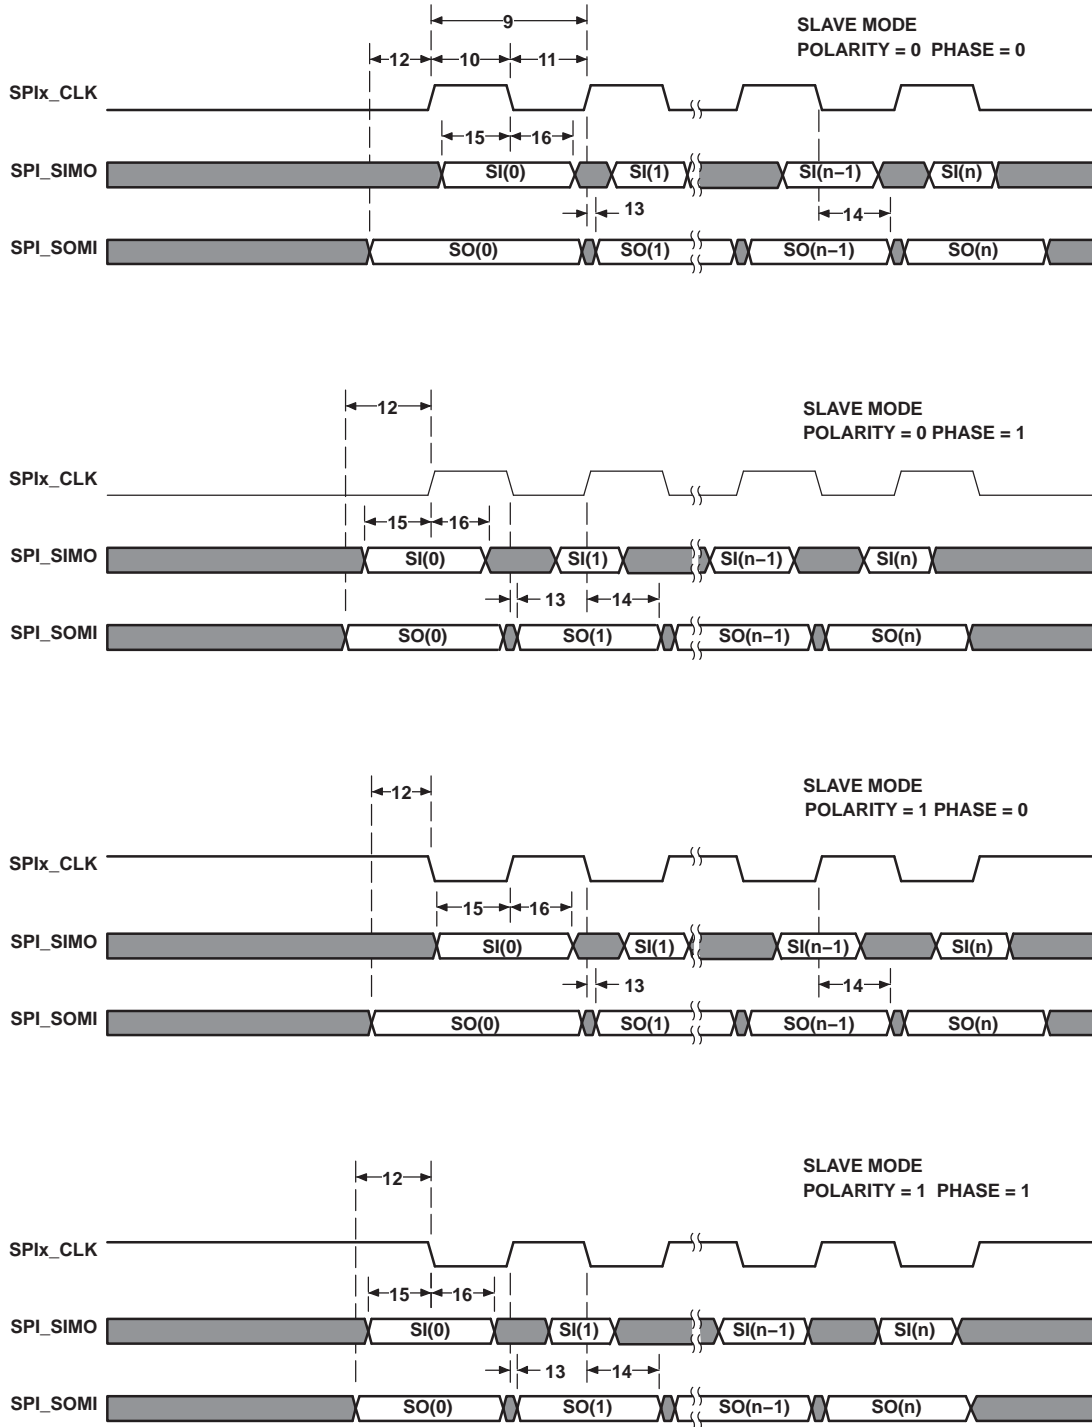 9
SLAVE MODE
12 10 11 POLARITY = 0 PHASE = 0
SPIx_CLK
15 16
SPI_SIMO SI(0) SI(1) SI(n−1) SI(n)
13 14
SPI_SOMI SO(0) SO(1) SO(n−1) SO(n)
12 SLAVE MODE
POLARITY = 0 PHASE = 1
SPIx_CLK
15 16
SPI_SIMO SI(0) SI(1) SI(n−1) SI(n)
13 14
SPI_SOMI SO(0) SO(1) SO(n−1) SO(n)
SLAVE MODE
12 POLARITY = 1 PHASE = 0
SPIx_CLK
15 16
SPI_SIMO SI(0) SI(1) SI(n−1) SI(n)
13 14
SPI_SOMI SO(0) SO(1) SO(n−1) SO(n)
SLAVE MODE
12 POLARITY = 1 PHASE = 1
SPIx_CLK
15 16
SPI_SIMO SI(0) SI(1) SI(n−1) SI(n)
13 14
SPI_SOMI SO(0) SO(1) SO(n−1) SO(n)